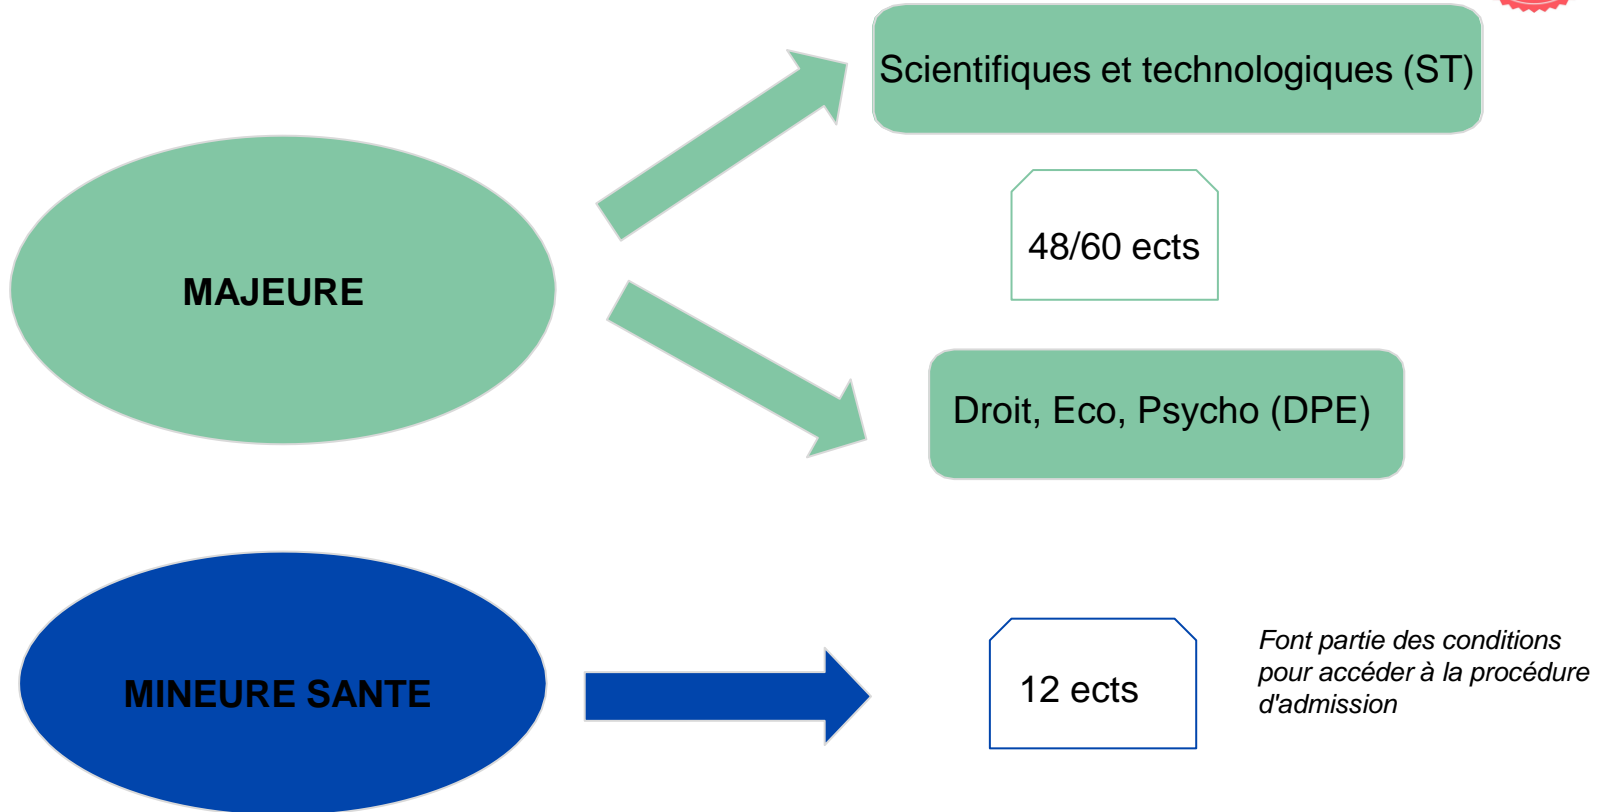 Scientifiques et technologiques (ST)
48/60 ects
MAJEURE
Droit, Eco, Psycho (DPE)
MINEURE SANTE
12 ects
Font partie des conditions
pour accéder à la procédure
d'admission